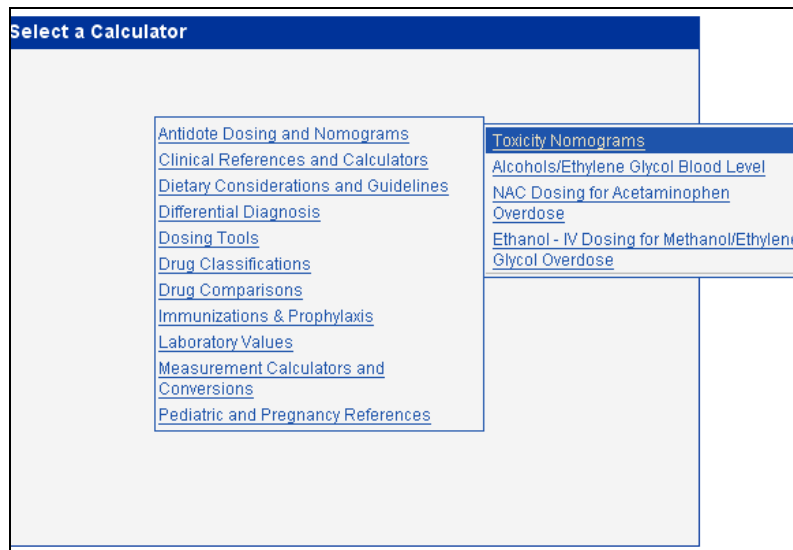 Select a Calculator
Antidote Dosing and Nomograms
Clinical References and Calculators
Dietary Considerations and Guidelines
Differential Diagnosis
Dosing Tools
Drug Classifications
Drug Comparisons
Immunizations & Prophylaxis
Laboratory Values
Measurement Calculators and
Conversions
Pediatric and Pregnancy References
Toxicity Nomograms
Alcohols/Ethylene Glycol Blood Level
NAC Dosing for Acetaminophen
Overdose
Ethanol - IV Dosing for Methanol/Ethylene
Glycol Overdose